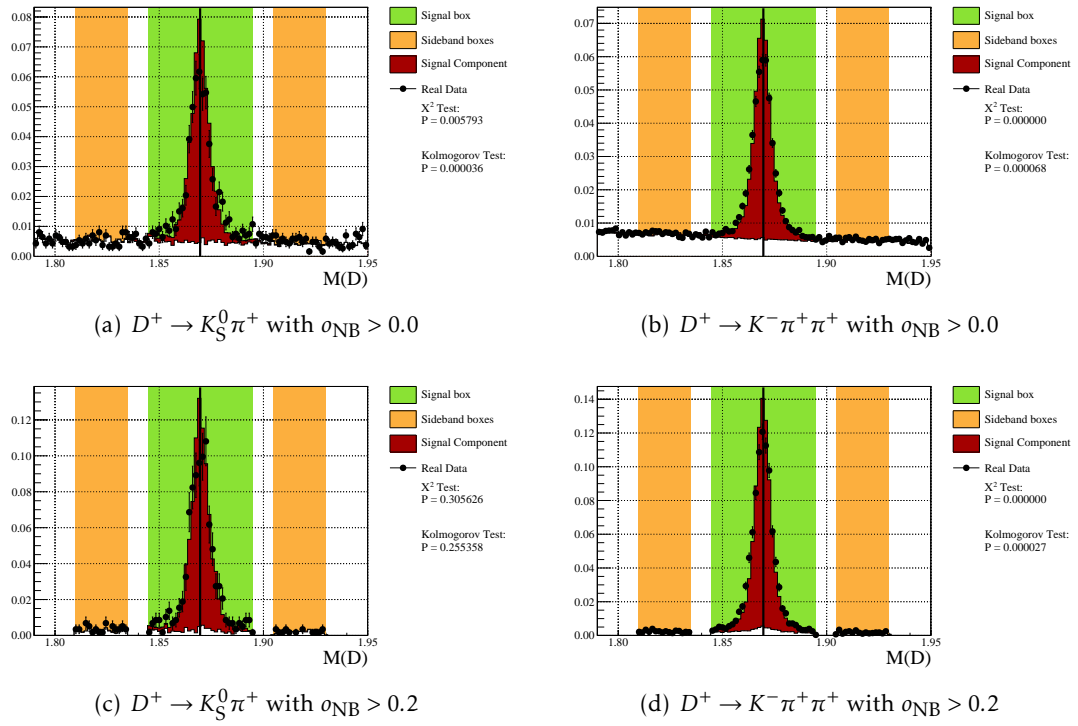 0.08
0.07
0.06
0.05
0.04
0.03
0.02
0.01
0.00
1.80
1.85
1.90
1.95
M(D)
Signal box
Sideband boxes
Signal Component
Real Data
X² Test:
P = 0.005793
Kolmogorov Test:
P = 0.000036
(a) D⁺ → K⁰_S π⁺ with o_NB > 0.0
0.07
0.06
0.05
0.04
0.03
0.02
0.01
0.00
1.80
1.85
1.90
1.95
M(D)
Signal box
Sideband boxes
Signal Component
Real Data
X² Test:
P = 0.000000
Kolmogorov Test:
P = 0.000068
(b) D⁺ → K⁻π⁺π⁺ with o_NB > 0.0
0.12
0.10
0.08
0.06
0.04
0.02
0.00
1.80
1.85
1.90
1.95
M(D)
Signal box
Sideband boxes
Signal Component
Real Data
X² Test:
P = 0.305626
Kolmogorov Test:
P = 0.255358
(c) D⁺ → K⁰_S π⁺ with o_NB > 0.2
0.14
0.12
0.10
0.08
0.06
0.04
0.02
0.00
1.80
1.85
1.90
1.95
M(D)
Signal box
Sideband boxes
Signal Component
Real Data
X² Test:
P = 0.000000
Kolmogorov Test:
P = 0.000027
(d) D⁺ → K⁻π⁺π⁺ with o_NB > 0.2